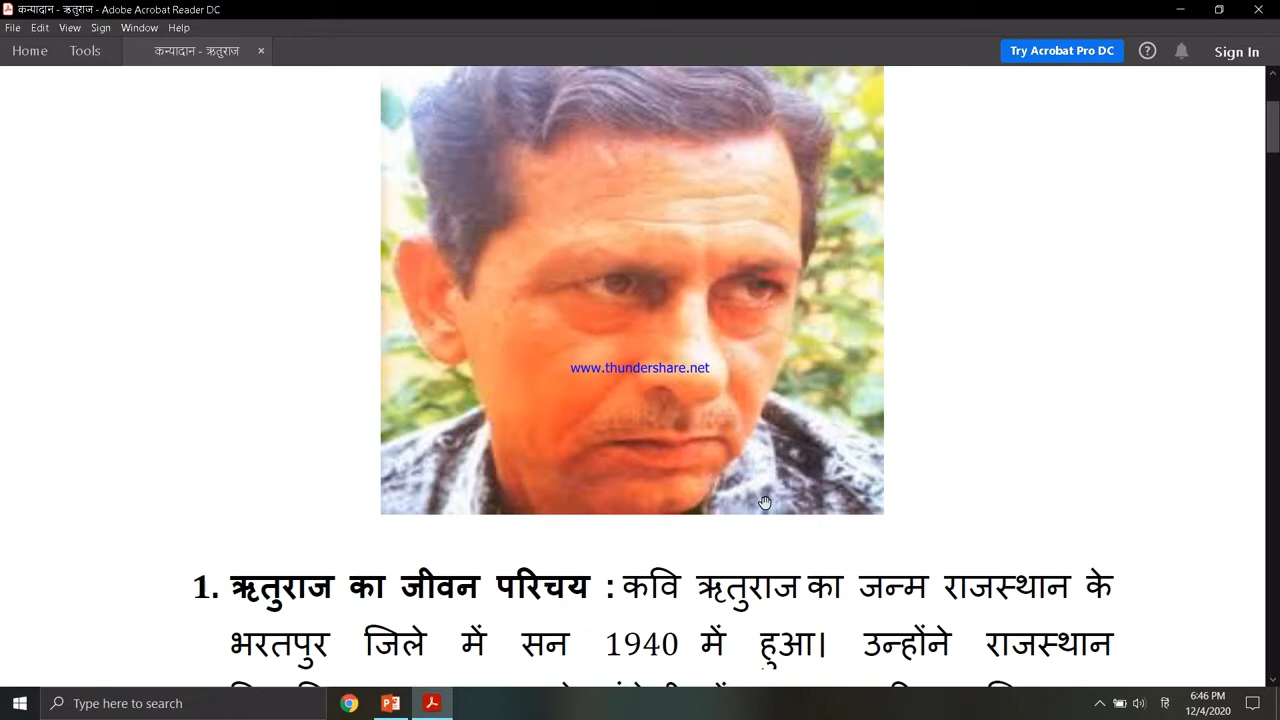 कन्यादान - ऋतुराज - Adobe Acrobat Reader DC
File Edit View Sign Window Help
Home Tools कन्यादान - ऋतुराज × Try Acrobat Pro DC Sign In
www.thundershare.net
1. ऋतुराज का जीवन परिचय : कवि ऋतुराज का जन्म राजस्थान के
भरतपुर जिले में सन 1940 में हुआ। उन्होंने राजस्थान
Type here to search
हि
6:46 PM
12/4/2020